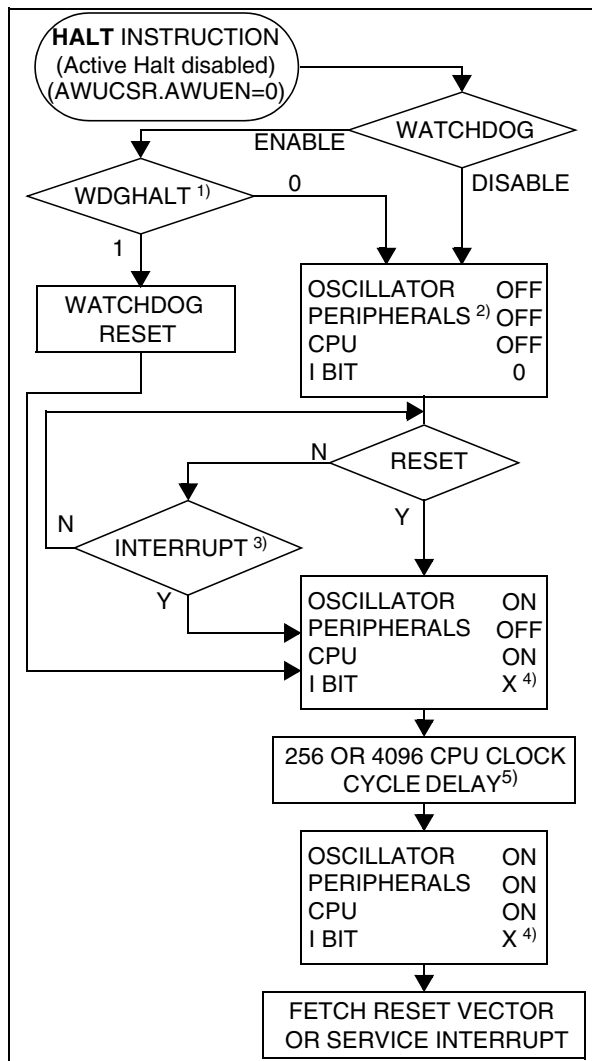 HALT INSTRUCTION
(Active Halt disabled)
(AWUCSR.AWUEN=0)
WATCHDOG
ENABLE
DISABLE
WDGHALT 1)
0
1
WATCHDOG
RESET
OSCILLATOR OFF
PERIPHERALS 2) OFF
CPU OFF
I BIT 0
RESET
N
Y
INTERRUPT 3)
N
Y
OSCILLATOR ON
PERIPHERALS OFF
CPU ON
I BIT X 4)
256 OR 4096 CPU CLOCK
CYCLE DELAY5)
OSCILLATOR ON
PERIPHERALS ON
CPU ON
I BIT X 4)
FETCH RESET VECTOR
OR SERVICE INTERRUPT